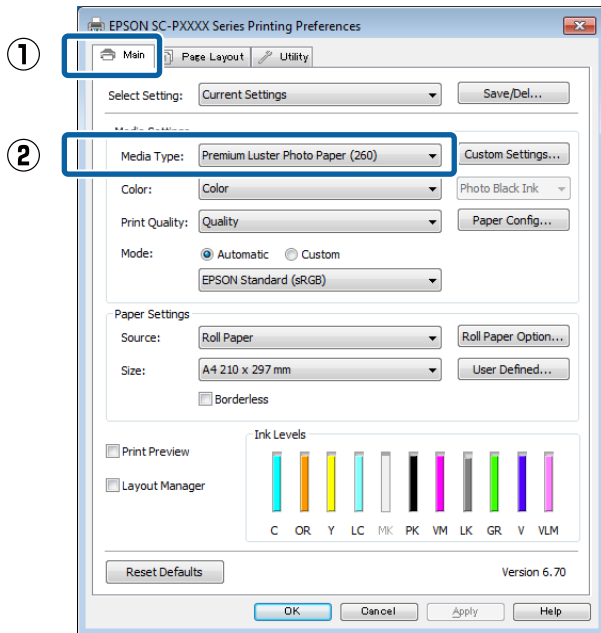 EPSON SC-PXXXX Series Printing Preferences
①
Main Page Layout Utility
Select Setting: Current Settings Save/Del...
Media Settings
②
Media Type: Premium Luster Photo Paper (260) Custom Settings...
Color: Color Photo Black Ink
Print Quality: Quality Paper Config...
Mode: Automatic Custom
EPSON Standard (sRGB)
Paper Settings
Source: Roll Paper Roll Paper Option...
Size: A4 210 x 297 mm User Defined...
Borderless
Ink Levels
Print Preview
Layout Manager
C OR Y LC MK PK VM LK GR V VLM
Reset Defaults Version 6.70
OK Cancel Apply Help